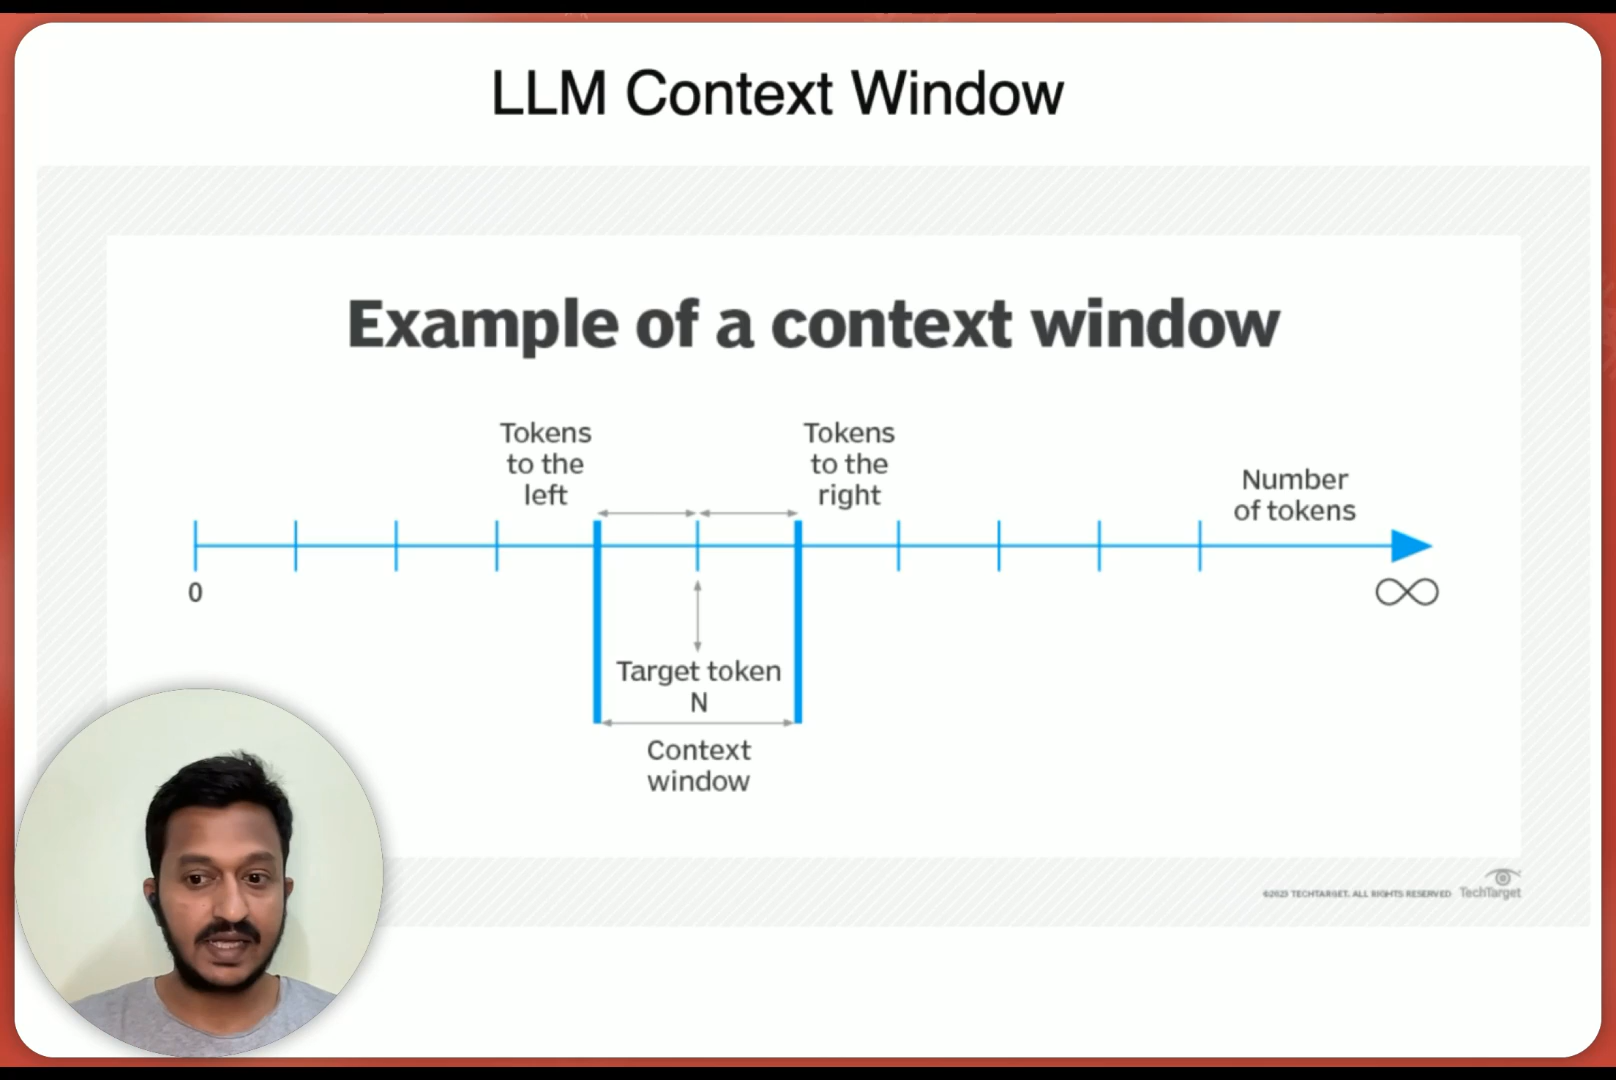 LLM Context Window
Example of a context window
Tokens
to the
left
Tokens
to the
right
Number
of tokens
0
∞
Target token
N
Context
window
©2023 TECHTARGET. ALL RIGHTS RESERVED
TechTarget